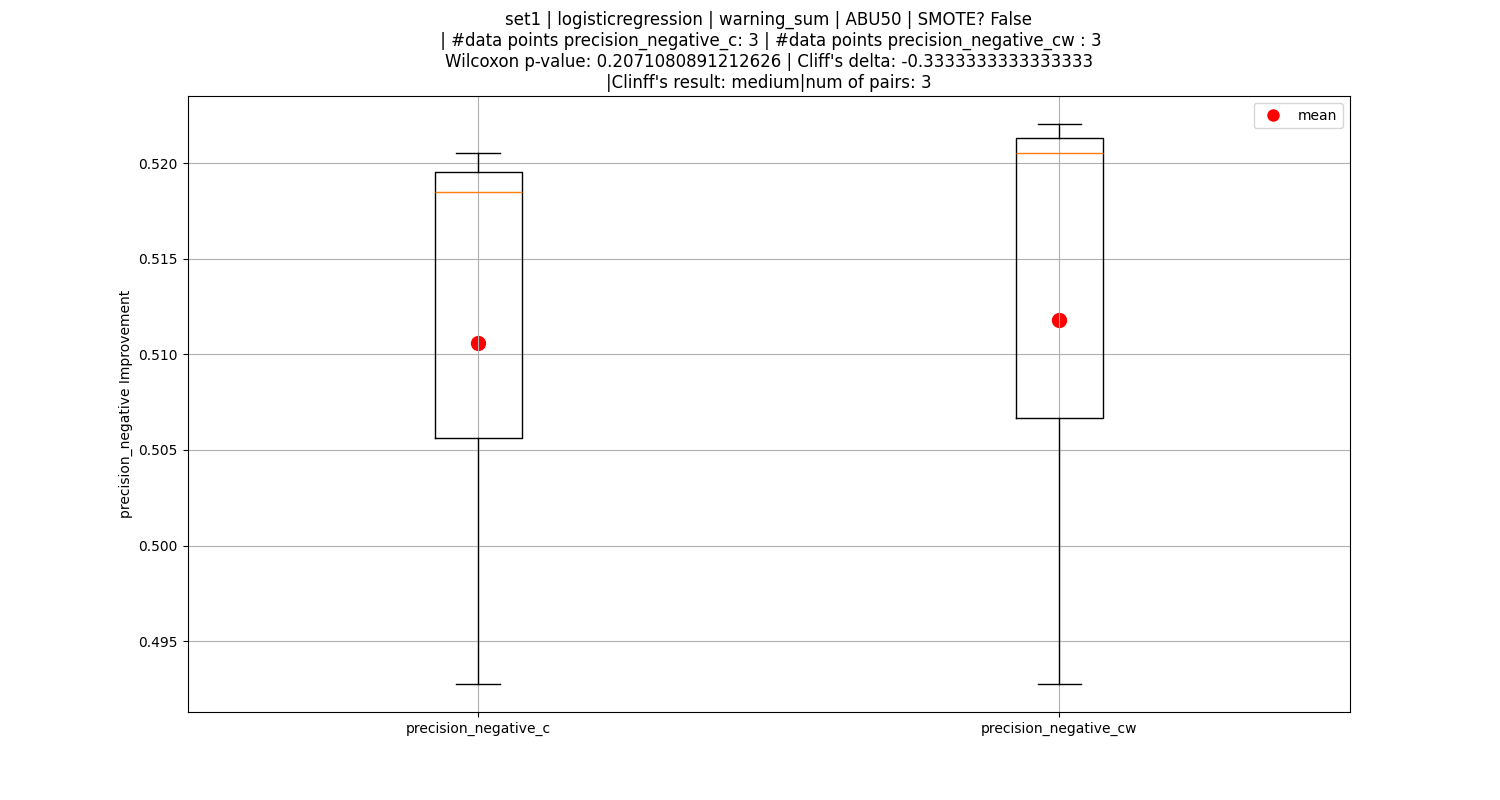 set1 | logisticregression | warning_sum | ABU50 | SMOTE? False
| #data points precision_negative_c: 3 | #data points precision_negative_cw : 3
Wilcoxon p-value: 0.2071080891212626 | Cliff's delta: -0.3333333333333333
|Clinff's result: medium|num of pairs: 3
mean
0.520
0.515
0.510
0.505
0.500
0.495
precision_negative Improvement
precision_negative_c
precision_negative_cw